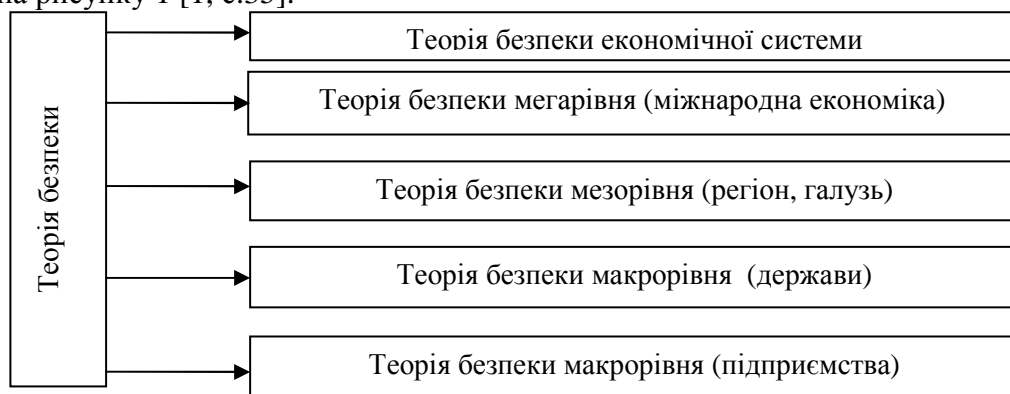 на рисунку 1 [1, с.35].
Теорія безпеки економічної системи
Теорія безпеки мегарівня (міжнародна економіка)
Теорія безпеки
Теорія безпеки мезорівня (регіон, галузь)
Теорія безпеки макрорівня (держави)
Теорія безпеки макрорівня (підприємства)